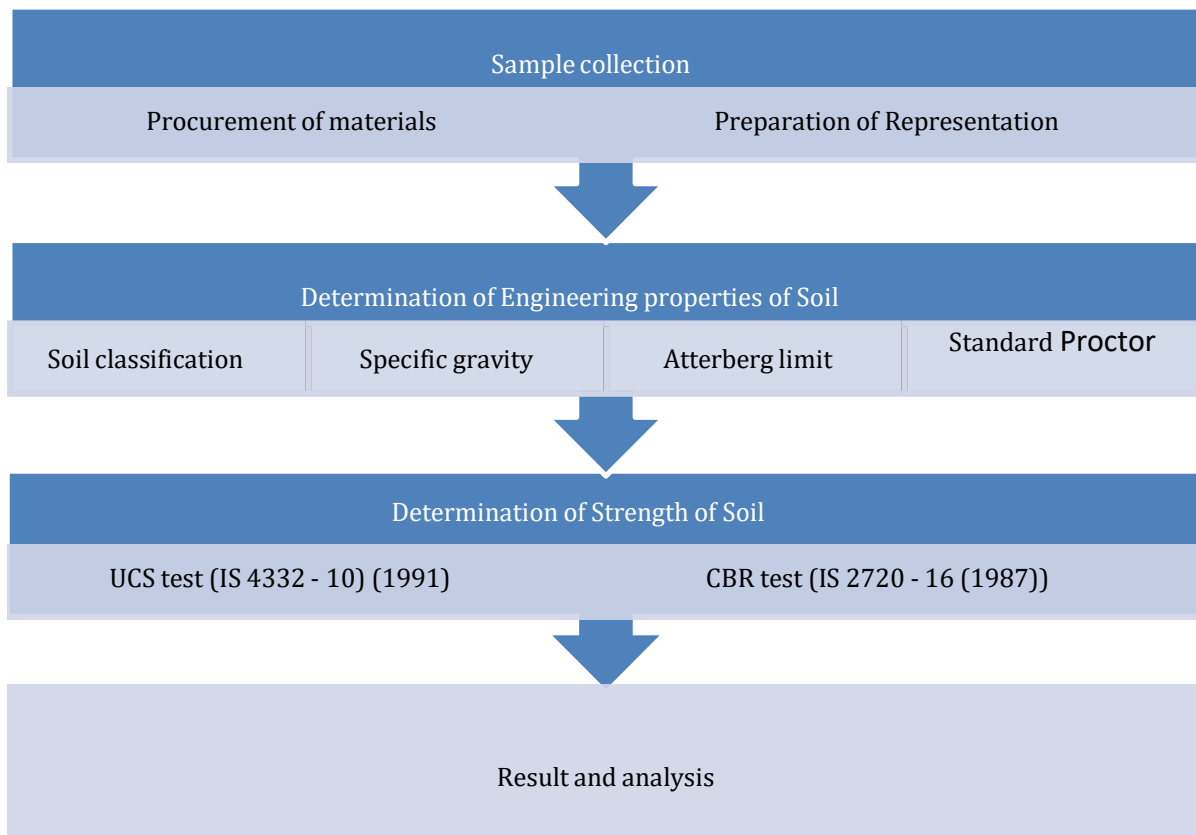 Sample collection
Procurement of materials
Preparation of Representation
Determination of Engineering properties of Soil
Soil classification
Specific gravity
Atterberg limit
Standard Proctor
Determination of Strength of Soil
UCS test (IS 4332 - 10) (1991)
CBR test (IS 2720 - 16 (1987))
Result and analysis